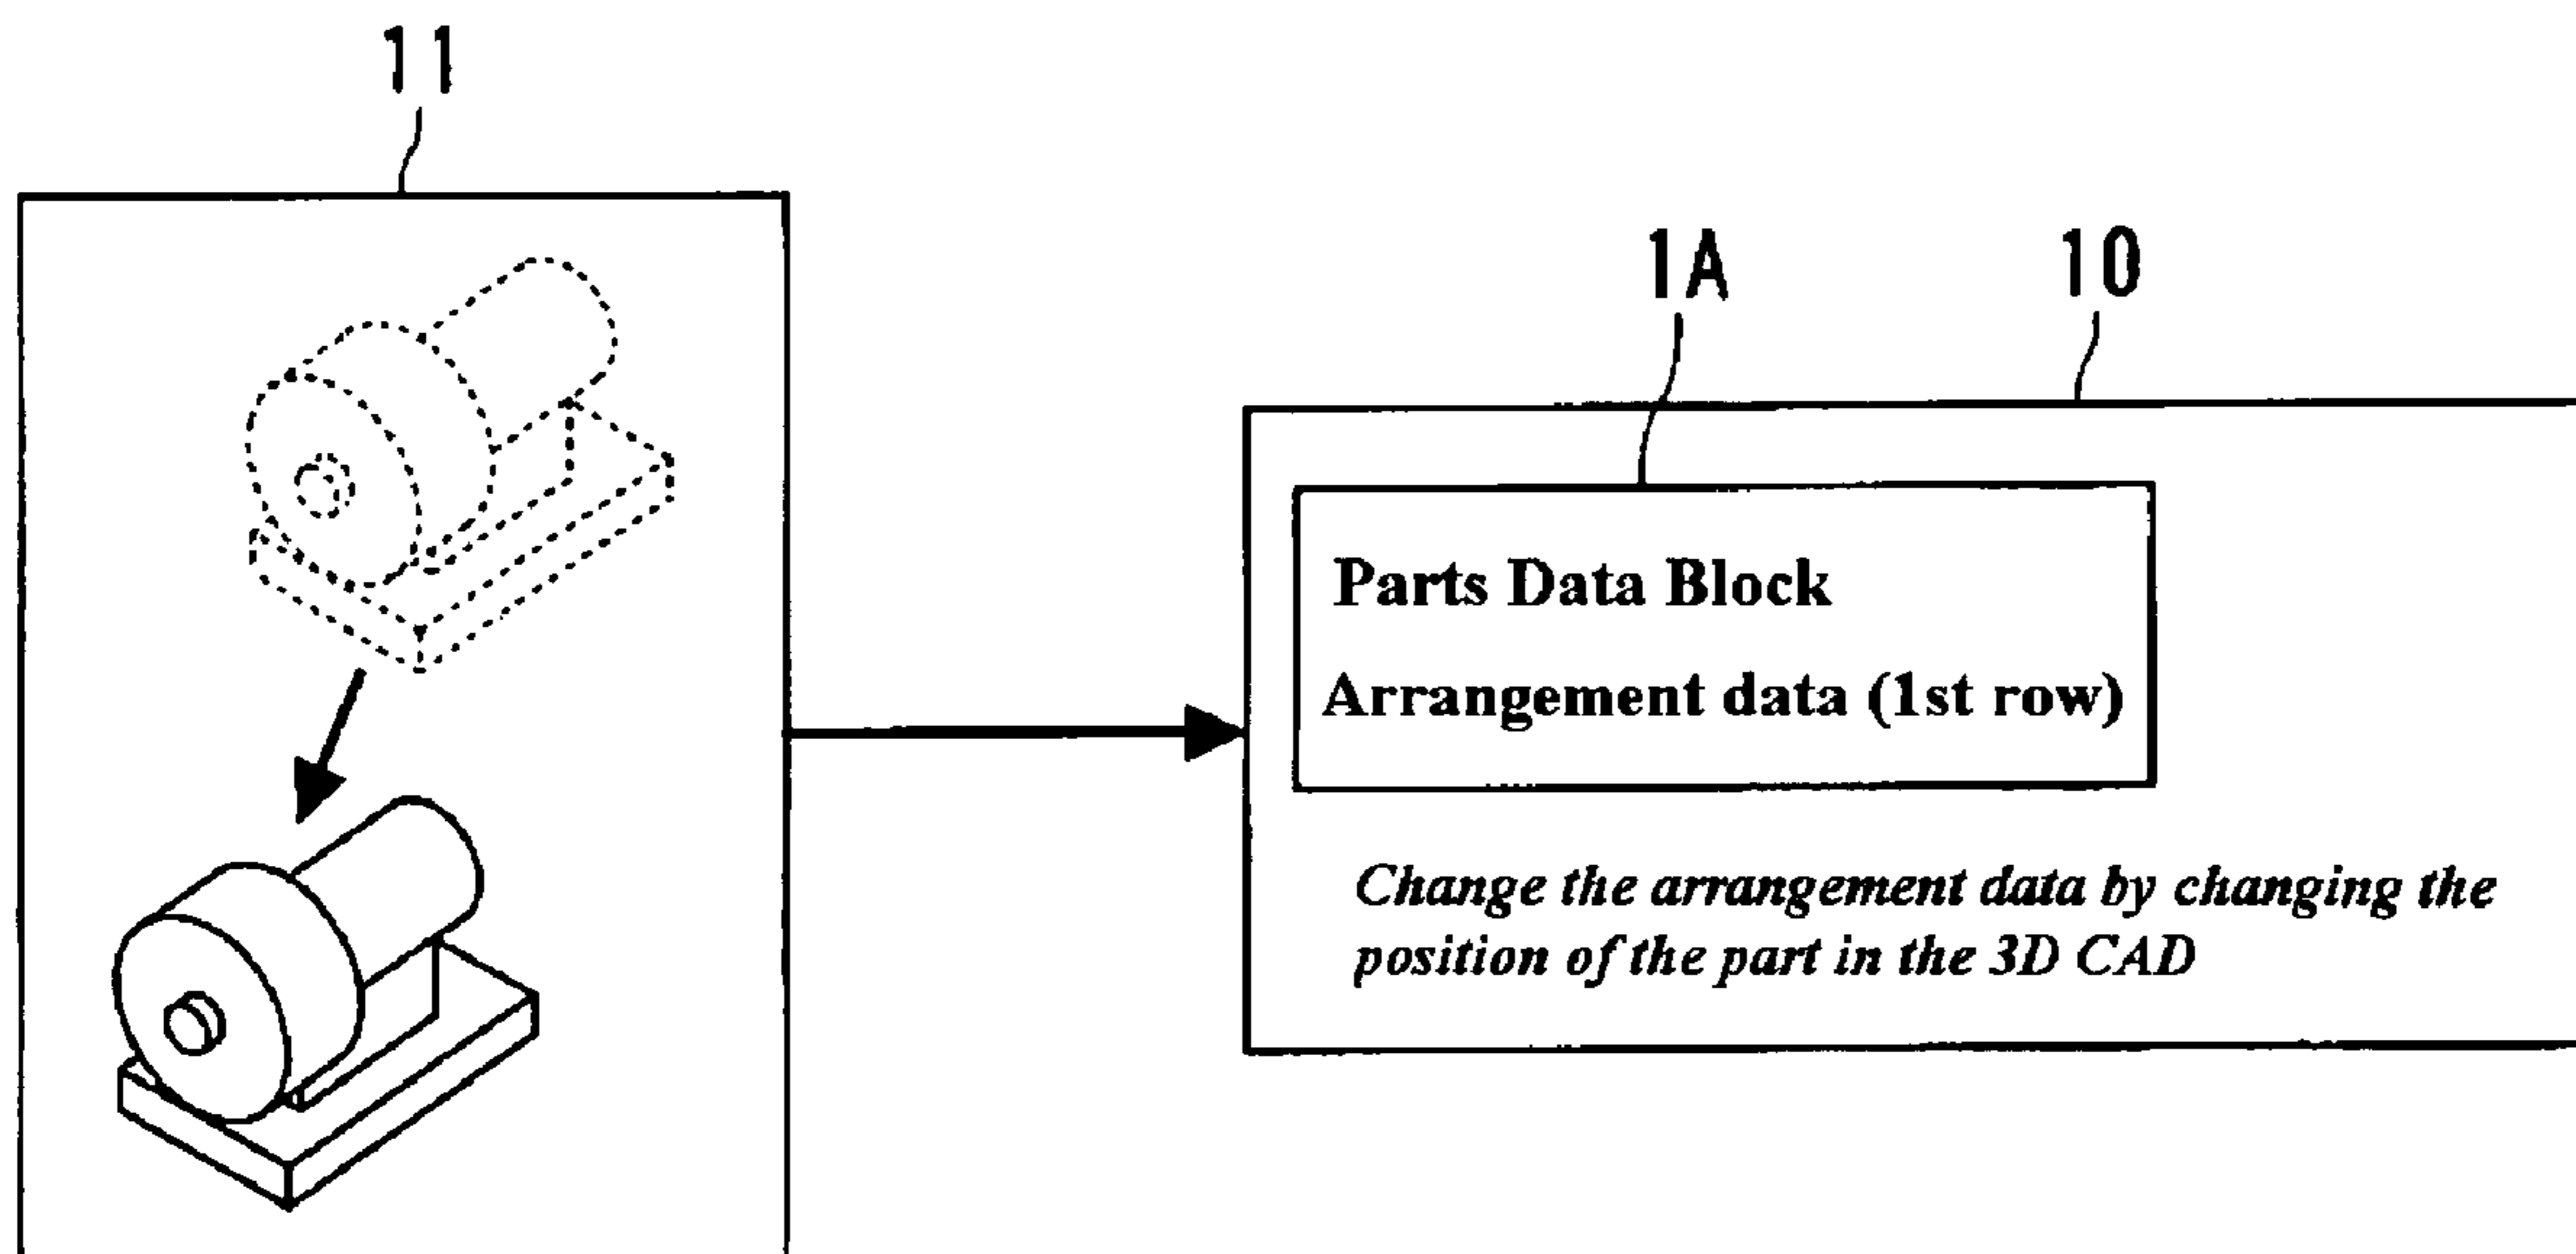 11
1A
10
Parts Data Block
Arrangement data (1st row)
Change the arrangement data by changing the
position of the part in the 3D CAD